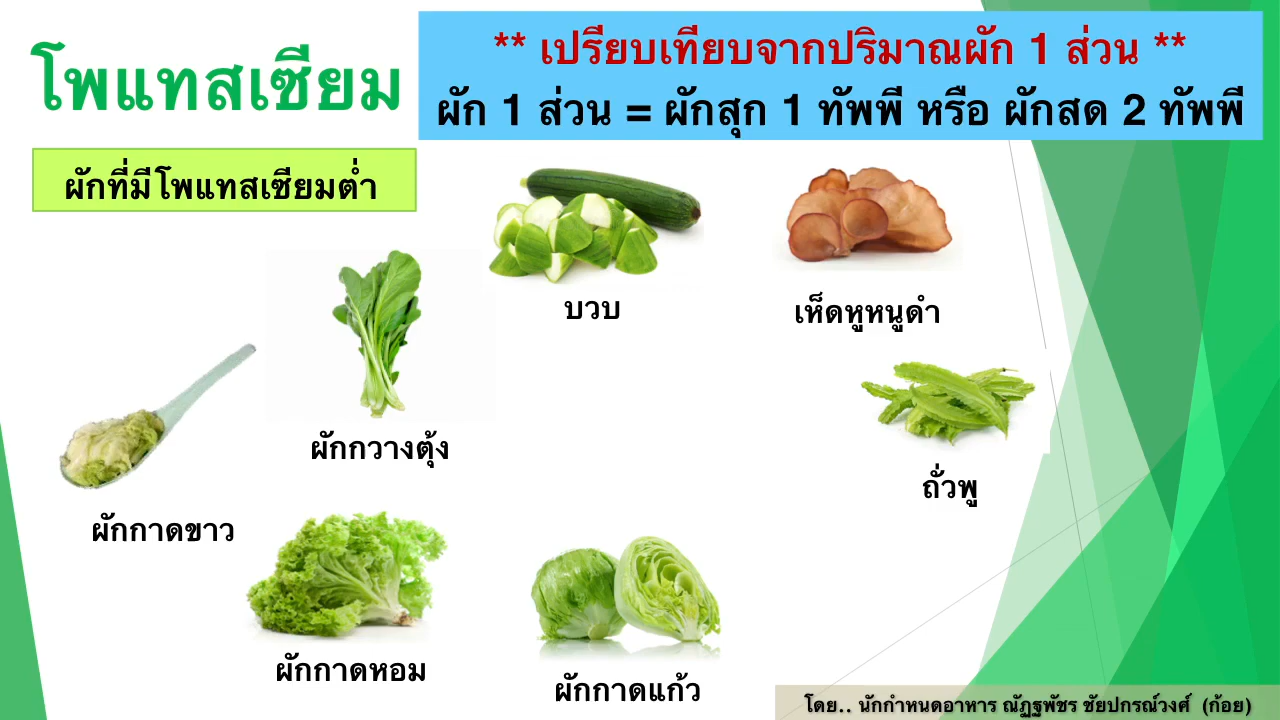 โพแทสเซียม
** เปรียบเทียบจากปริมาณผัก 1 ส่วน **
ผัก 1 ส่วน = ผักสุก 1 ทัพพี หรือ ผักสด 2 ทัพพี
ผักที่มีโพแทสเซียมต่ำ
บวบ
เห็ดหูหนูดำ
ผักกวางตุ้ง
ถั่วพู
ผักกาดขาว
ผักกาดหอม
ผักกาดแก้ว
โดย.. นักกำหนดอาหาร ณัฏฐพัชร ชัยปกรณ์วงศ์ (ก้อย)